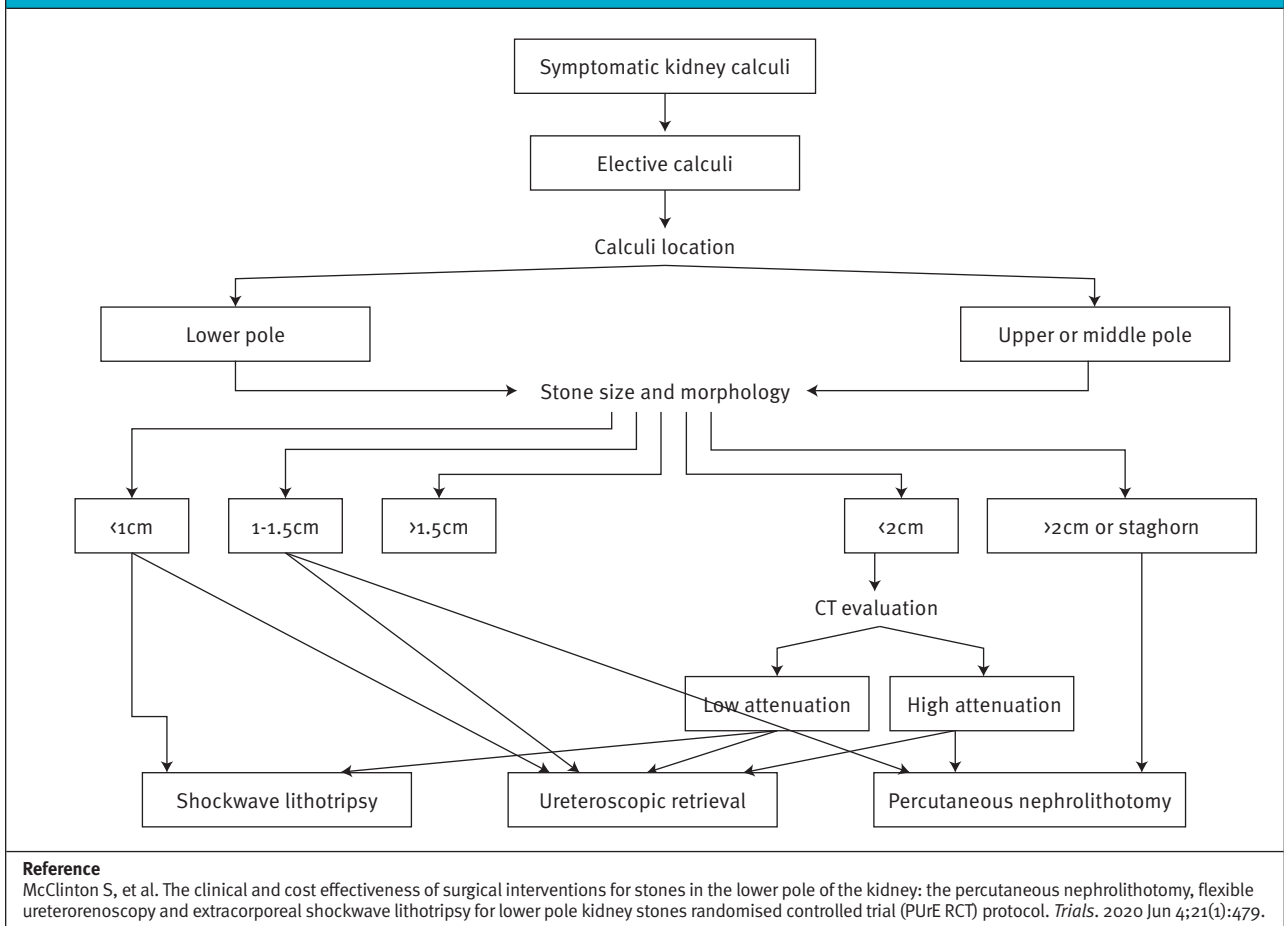 Symptomatic kidney calculi
Elective calculi
Calculi location
Lower pole
Upper or middle pole
Stone size and morphology
<1cm
1-1.5cm
>1.5cm
<2cm
>2cm or staghorn
CT evaluation
Low attenuation
High attenuation
Shockwave lithotripsy
Ureteroscopic retrieval
Percutaneous nephrolithotomy
Reference
McClinton S, et al. The clinical and cost effectiveness of surgical interventions for stones in the lower pole of the kidney: the percutaneous nephrolithotomy, flexible
ureterorenoscopy and extracorporeal shockwave lithotripsy for lower pole kidney stones randomised controlled trial (PUrE RCT) protocol. Trials. 2020 Jun 4;21(1):479.